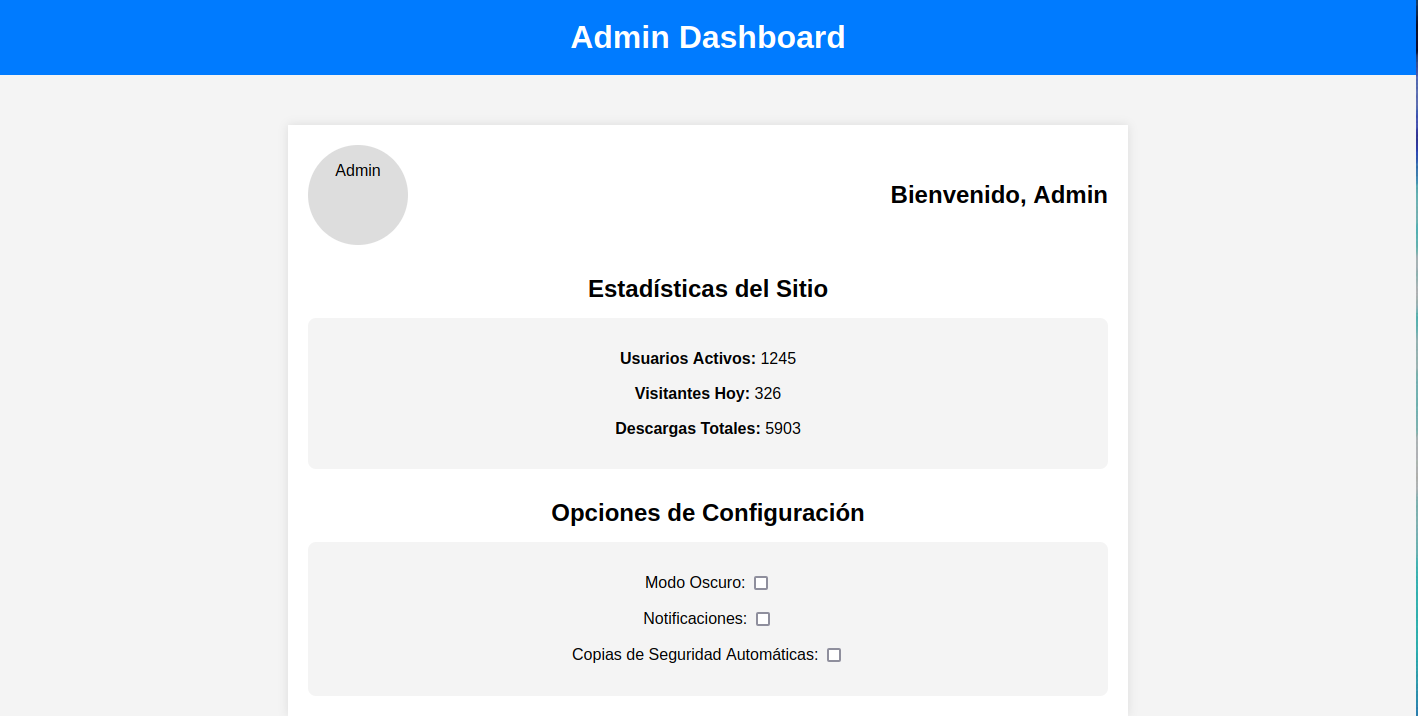 Admin Dashboard
Admin
Bienvenido, Admin
Estadísticas del Sitio
Usuarios Activos: 1245
Visitantes Hoy: 326
Descargas Totales: 5903
Opciones de Configuración
Modo Oscuro:
Notificaciones:
Copias de Seguridad Automáticas: